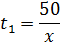 t₁ = 50/x